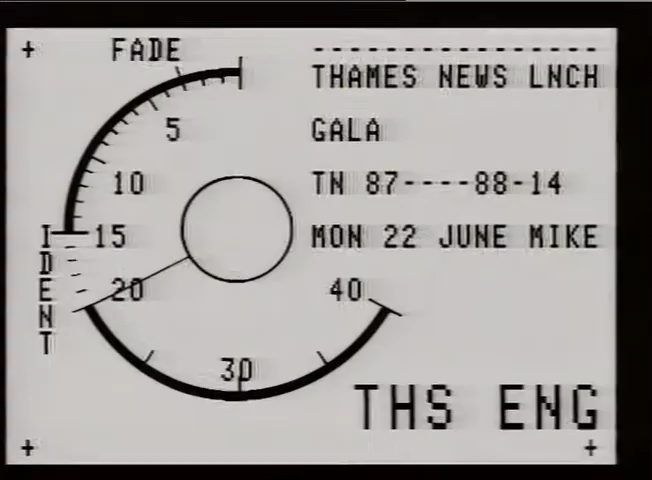 FADE
----------------
THAMES NEWS LNCH
5
GALA
10
TN 87----88-14
15
MON 22 JUNE MIKE
IDENT
20
40
30
THS ENG